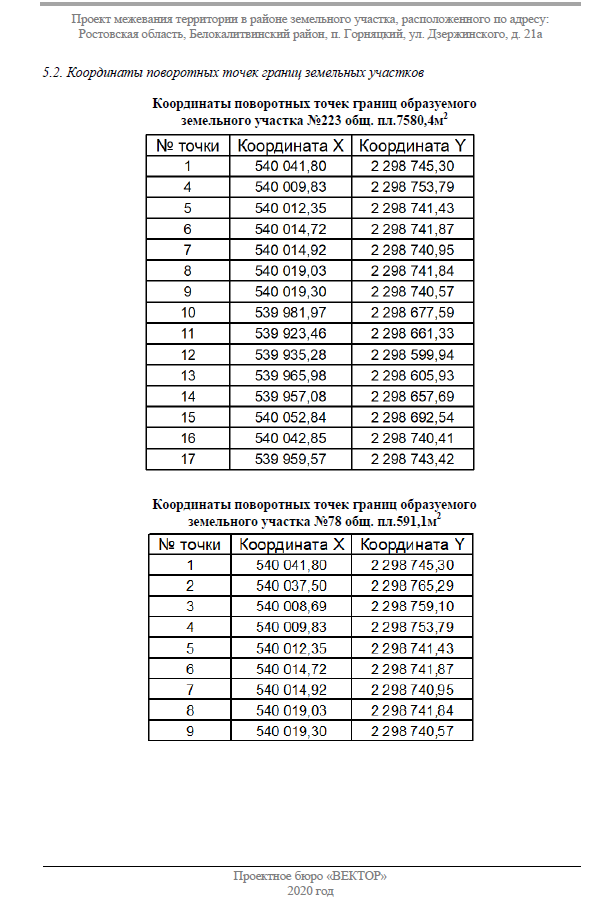 Проект межевания территории в районе земельного участка, расположенного по адресу:
Ростовская область, Белокалитвинский район, п. Горняцкий, ул. Дзержинского, д. 21а
5.2. Координаты поворотных точек границ земельных участков
Координаты поворотных точек границ образуемого
земельного участка №223 общ. пл.7580,4м²
№ точки Координата X Координата Y
1 540 041,80 2 298 745,30
4 540 009,83 2 298 753,79
5 540 012,35 2 298 741,43
6 540 014,72 2 298 741,87
7 540 014,92 2 298 740,95
8 540 019,03 2 298 741,84
9 540 019,30 2 298 740,57
10 539 981,97 2 298 677,59
11 539 923,46 2 298 661,33
12 539 935,28 2 298 599,94
13 539 965,98 2 298 605,93
14 539 957,08 2 298 657,69
15 540 052,84 2 298 692,54
16 540 042,85 2 298 740,41
17 539 959,57 2 298 743,42
Координаты поворотных точек границ образуемого
земельного участка №78 общ. пл.591,1м²
№ точки Координата X Координата Y
1 540 041,80 2 298 745,30
2 540 037,50 2 298 765,29
3 540 008,69 2 298 759,10
4 540 009,83 2 298 753,79
5 540 012,35 2 298 741,43
6 540 014,72 2 298 741,87
7 540 014,92 2 298 740,95
8 540 019,03 2 298 741,84
9 540 019,30 2 298 740,57
Проектное бюро «ВЕКТОР»
2020 год